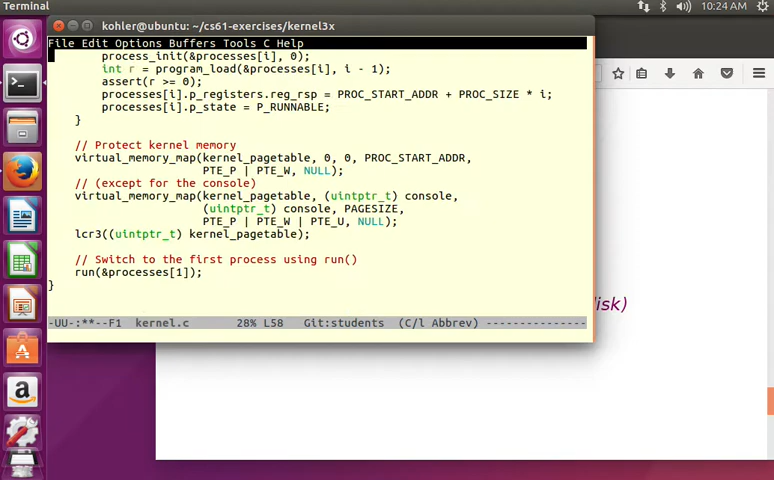 Terminal
10:24 AM
kohler@ubuntu: ~/cs61-exercises/kernel3x
File Edit Options Buffers Tools C Help
process_init(&processes[i], 0);
int r = program_load(&processes[i], i - 1);
assert(r >= 0);
processes[i].p_registers.reg_rsp = PROC_START_ADDR + PROC_SIZE * i;
processes[i].p_state = P_RUNNABLE;
}
// Protect kernel memory
virtual_memory_map(kernel_pagetable, 0, 0, PROC_START_ADDR,
PTE_P | PTE_W, NULL);
// (except for the console)
virtual_memory_map(kernel_pagetable, (uintptr_t) console,
(uintptr_t) console, PAGESIZE,
PTE_P | PTE_W | PTE_U, NULL);
lcr3((uintptr_t) kernel_pagetable);
// Switch to the first process using run()
run(&processes[1]);
}
disk)
-UU-:**--F1 kernel.c 28% L58 Git:students (C/l Abbrev) ---------------